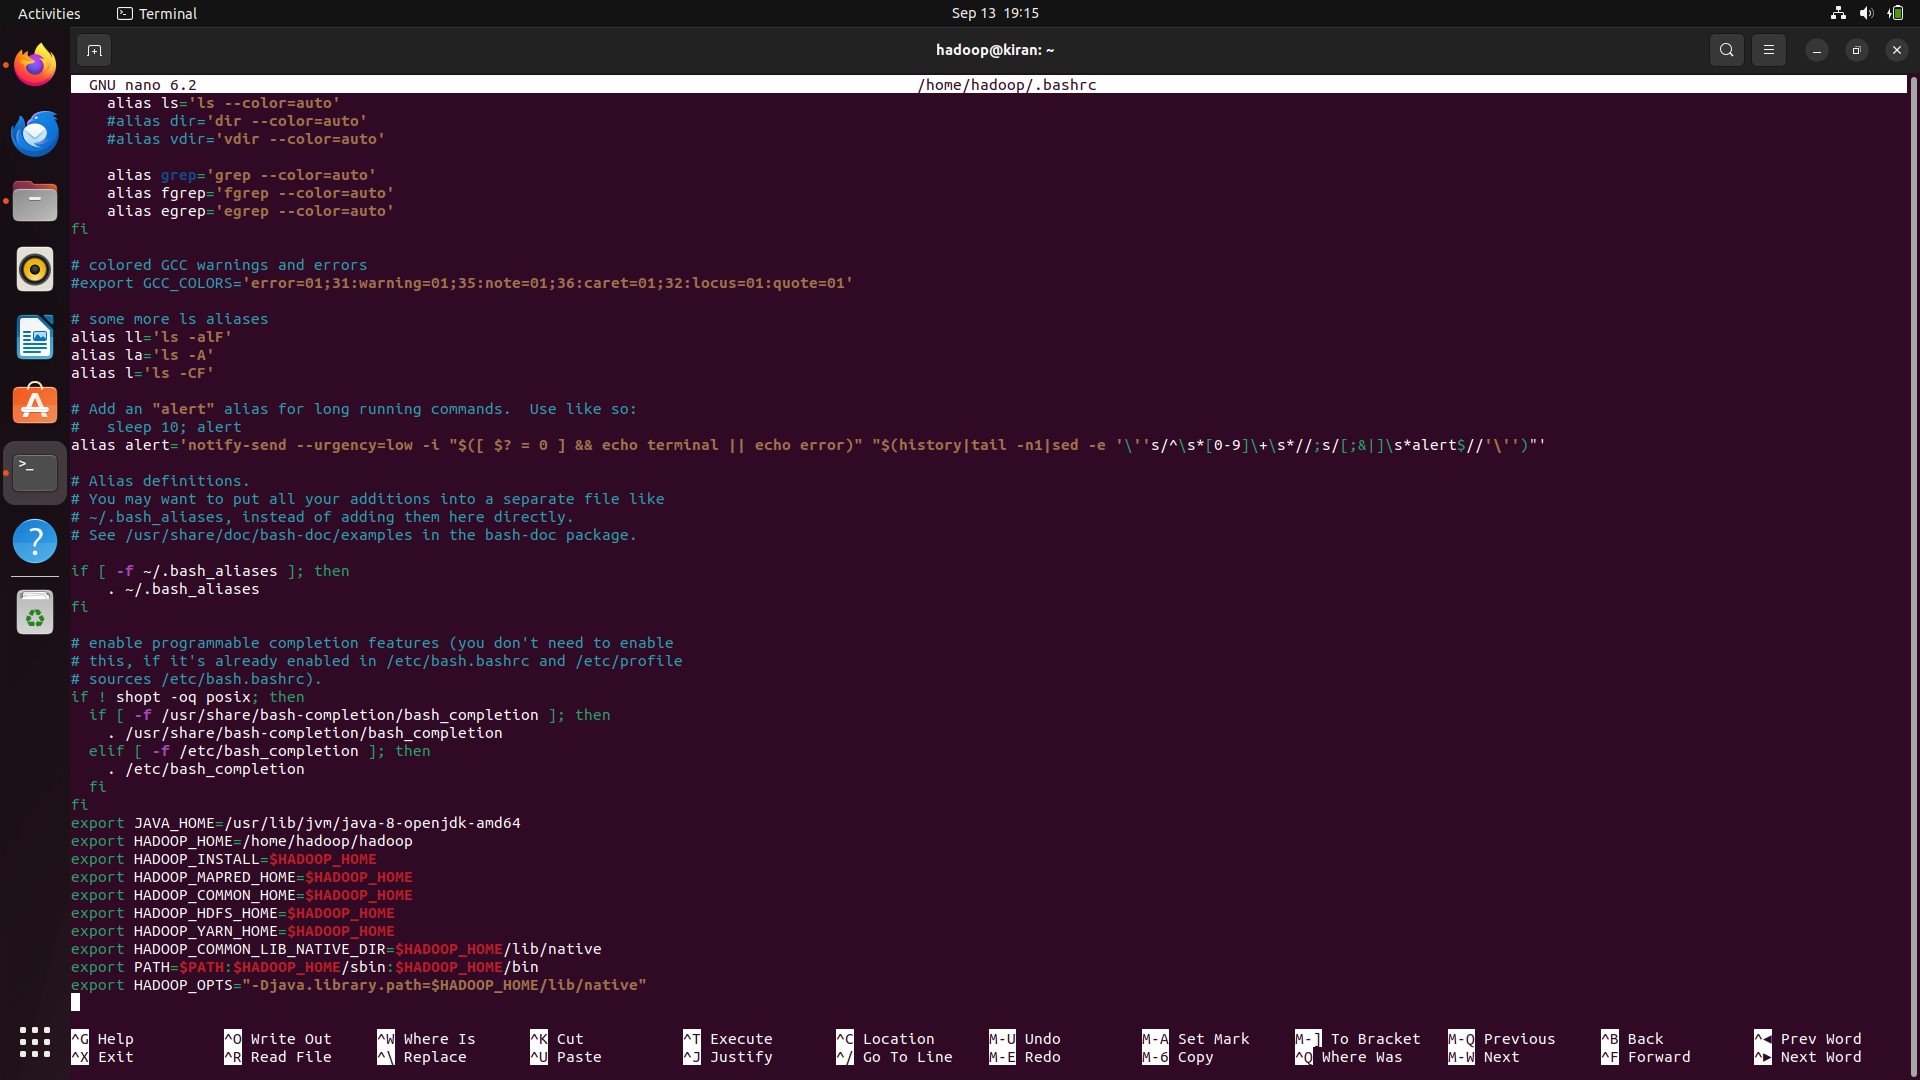 Activities
Terminal
Sep 13 19:15
hadoop@kiran: ~
GNU nano 6.2 /home/hadoop/.bashrc
    alias ls='ls --color=auto'
    #alias dir='dir --color=auto'
    #alias vdir='vdir --color=auto'

    alias grep='grep --color=auto'
    alias fgrep='fgrep --color=auto'
    alias egrep='egrep --color=auto'
fi

# colored GCC warnings and errors
#export GCC_COLORS='error=01;31:warning=01;35:note=01;36:caret=01;32:locus=01:quote=01'

# some more ls aliases
alias ll='ls -alF'
alias la='ls -A'
alias l='ls -CF'

# Add an "alert" alias for long running commands.  Use like so:
#   sleep 10; alert
alias alert='notify-send --urgency=low -i "$([ $? = 0 ] && echo terminal || echo error)" "$(history|tail -n1|sed -e '\''s/^\s*[0-9]\+\s*//;s/[;&|]\s*alert$//'\'')"'

# Alias definitions.
# You may want to put all your additions into a separate file like
# ~/.bash_aliases, instead of adding them here directly.
# See /usr/share/doc/bash-doc/examples in the bash-doc package.

if [ -f ~/.bash_aliases ]; then
    . ~/.bash_aliases
fi

# enable programmable completion features (you don't need to enable
# this, if it's already enabled in /etc/bash.bashrc and /etc/profile
# sources /etc/bash.bashrc).
if ! shopt -oq posix; then
  if [ -f /usr/share/bash-completion/bash_completion ]; then
    . /usr/share/bash-completion/bash_completion
  elif [ -f /etc/bash_completion ]; then
    . /etc/bash_completion
  fi
fi
export JAVA_HOME=/usr/lib/jvm/java-8-openjdk-amd64
export HADOOP_HOME=/home/hadoop/hadoop
export HADOOP_INSTALL=$HADOOP_HOME
export HADOOP_MAPRED_HOME=$HADOOP_HOME
export HADOOP_COMMON_HOME=$HADOOP_HOME
export HADOOP_HDFS_HOME=$HADOOP_HOME
export HADOOP_YARN_HOME=$HADOOP_HOME
export HADOOP_COMMON_LIB_NATIVE_DIR=$HADOOP_HOME/lib/native
export PATH=$PATH:$HADOOP_HOME/sbin:$HADOOP_HOME/bin
export HADOOP_OPTS="-Djava.library.path=$HADOOP_HOME/lib/native"

^G Help ^O Write Out ^W Where Is ^K Cut ^T Execute ^C Location M-U Undo M-A Set Mark M-] To Bracket M-Q Previous ^B Back ^◀ Prev Word
^X Exit ^R Read File ^\ Replace ^U Paste ^J Justify ^/ Go To Line M-E Redo M-6 Copy ^Q Where Was M-W Next ^F Forward ^▶ Next Word